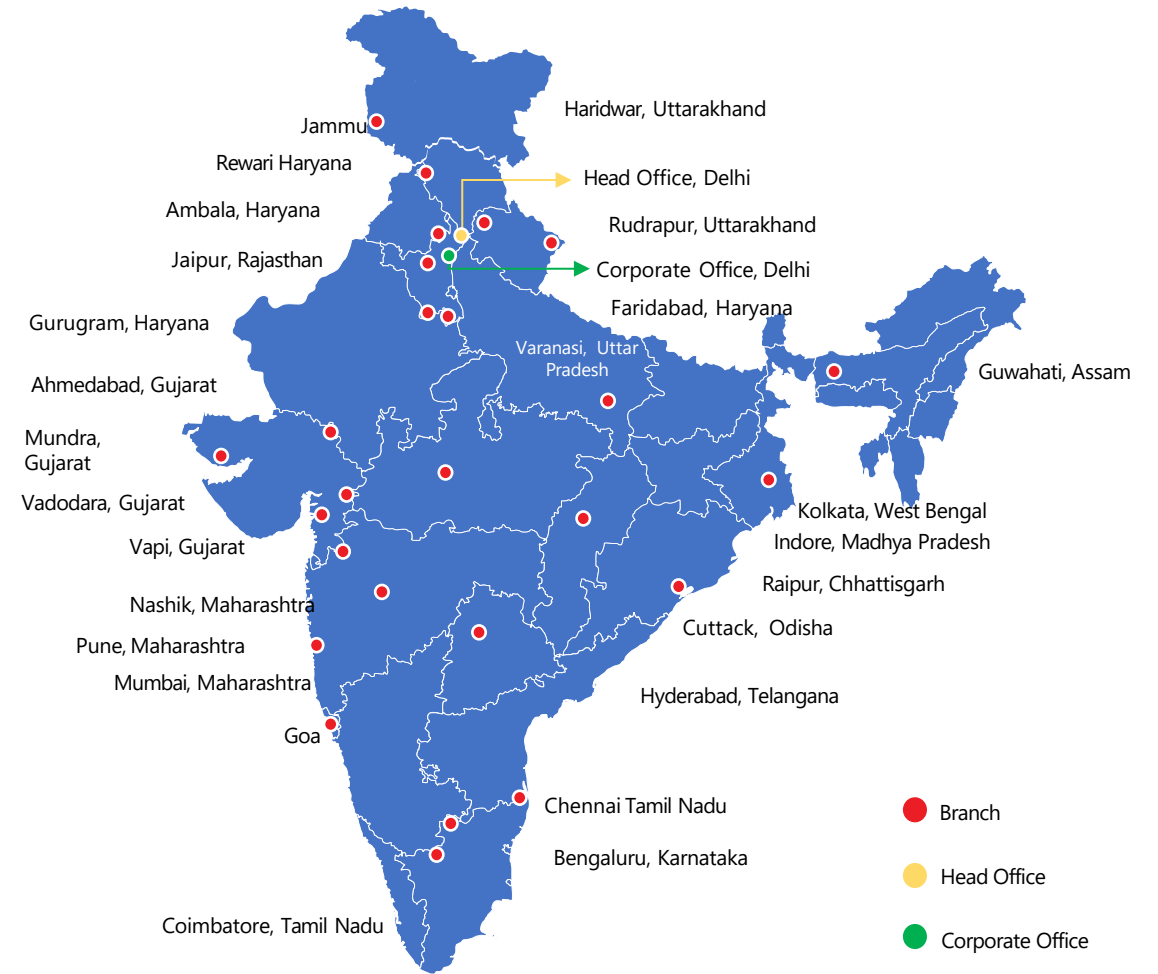 Haridwar, Uttarakhand
Jammu
Rewari Haryana
Head Office, Delhi
Ambala, Haryana
Rudrapur, Uttarakhand
Jaipur, Rajasthan
Corporate Office, Delhi
Faridabad, Haryana
Gurugram, Haryana
Varanasi, Uttar
Pradesh
Guwahati, Assam
Ahmedabad, Gujarat
Mundra,
Gujarat
Vadodara, Gujarat
Kolkata, West Bengal
Vapi, Gujarat
Indore, Madhya Pradesh
Raipur, Chhattisgarh
Nashik, Maharashtra
Cuttack, Odisha
Pune, Maharashtra
Mumbai, Maharashtra
Hyderabad, Telangana
Goa
Chennai Tamil Nadu
Branch
Bengaluru, Karnataka
Head Office
Coimbatore, Tamil Nadu
Corporate Office